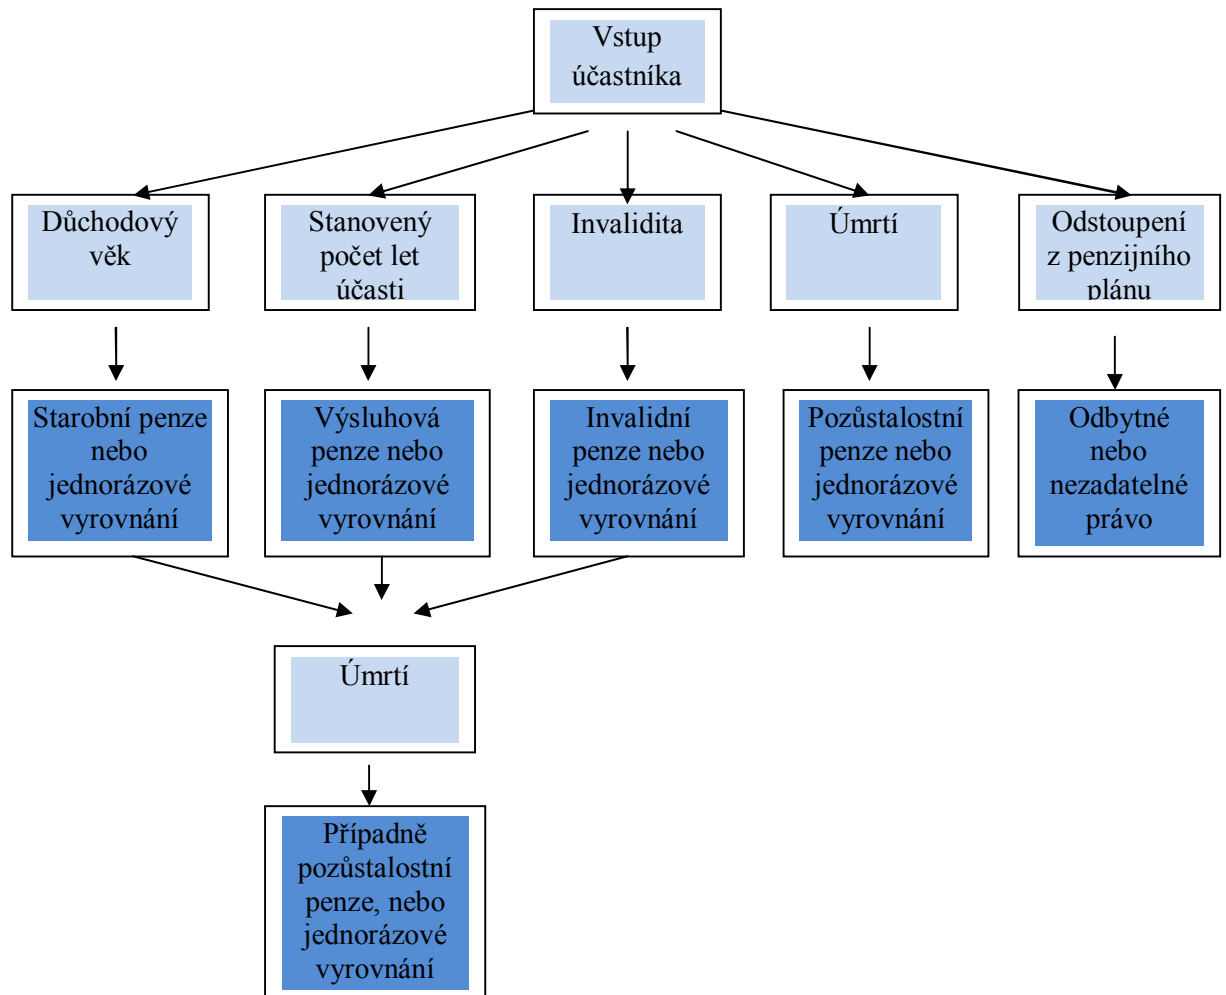 Vstup
účastníka
Důchodový
věk
Stanovený
počet let
účasti
Invalidita
Úmrtí
Odstoupení
z penzijního
plánu
Starobní penze
nebo
jednorázové
vyrovnání
Výsluhová
penze nebo
jednorázové
vyrovnání
Invalidní
penze nebo
jednorázové
vyrovnání
Pozůstalostní
penze nebo
jednorázové
vyrovnání
Odbytné
nebo
nezadatelné
právo
Úmrtí
Případně
pozůstalostní
penze, nebo
jednorázové
vyrovnání